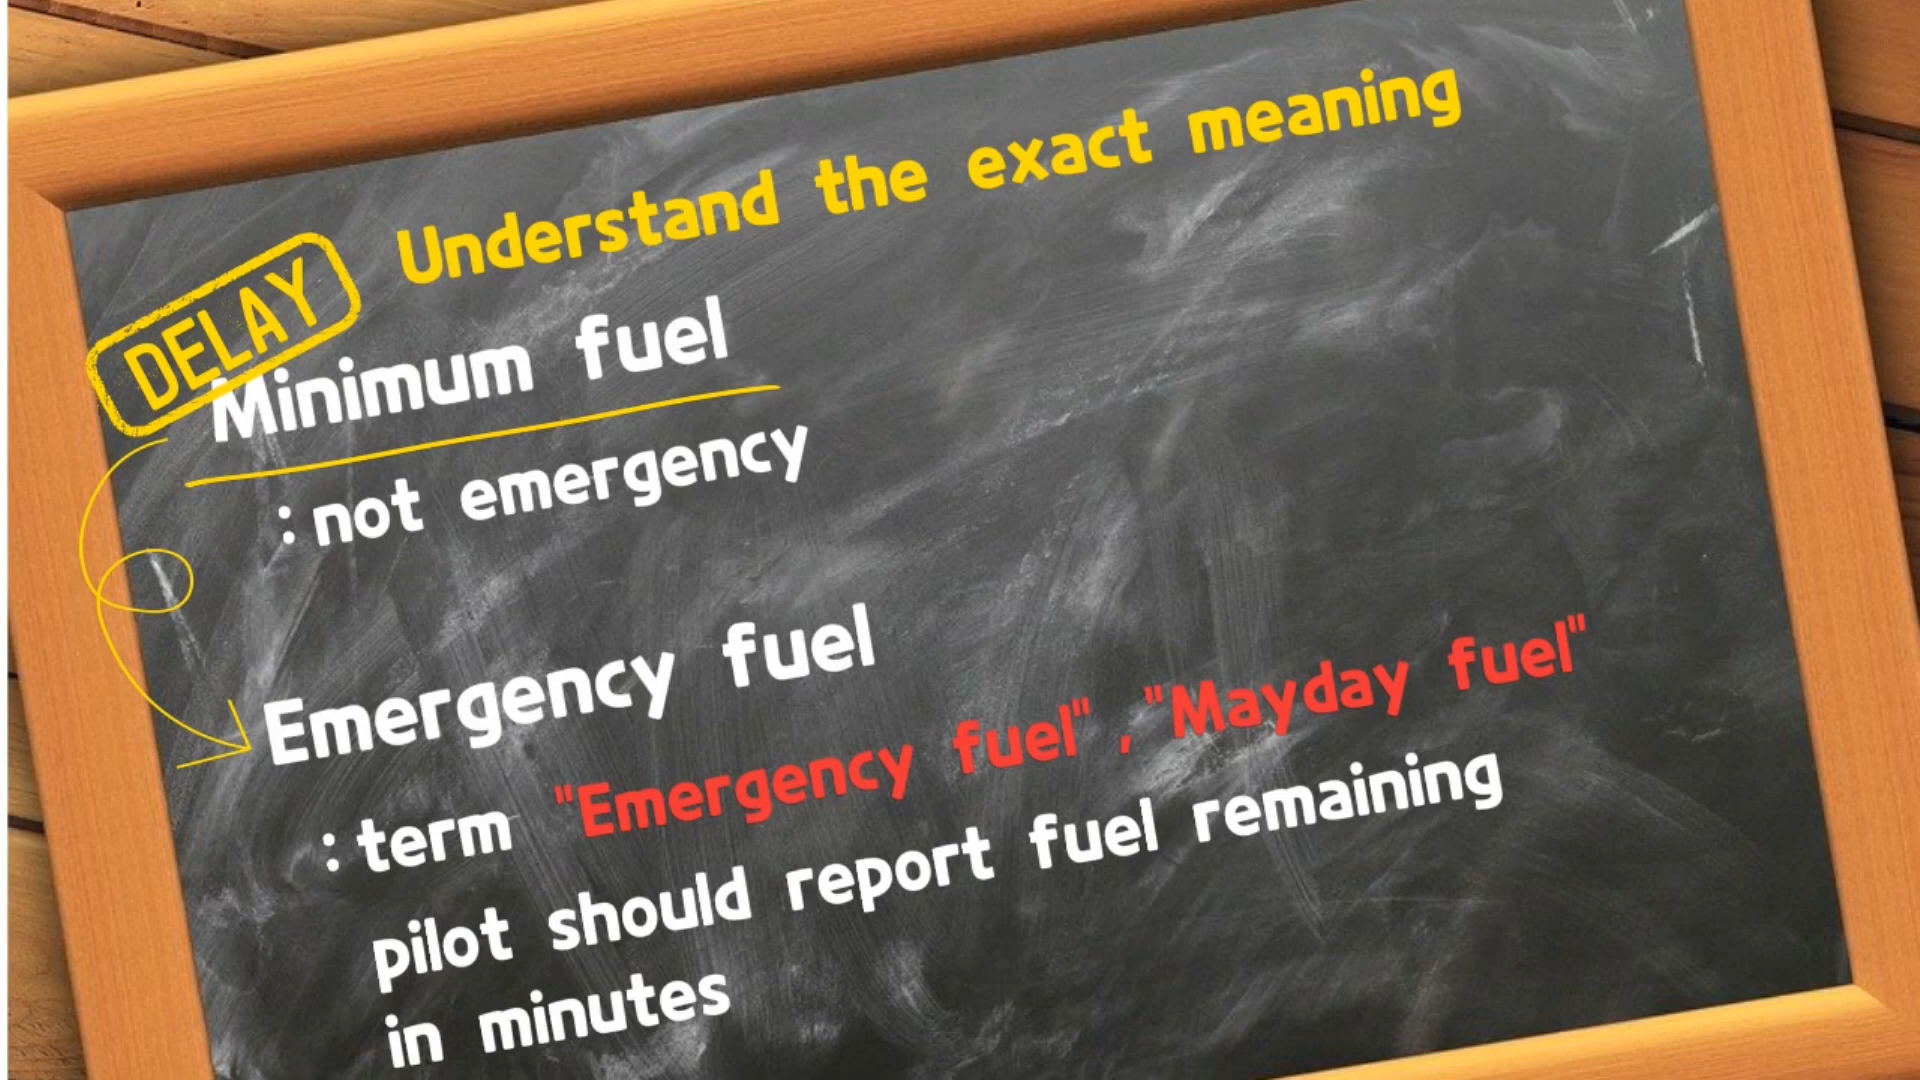 Understand the exact meaning
DELAY
Minimum fuel
: not emergency
Emergency fuel
: term "Emergency fuel" , "Mayday fuel"
pilot should report fuel remaining
in minutes